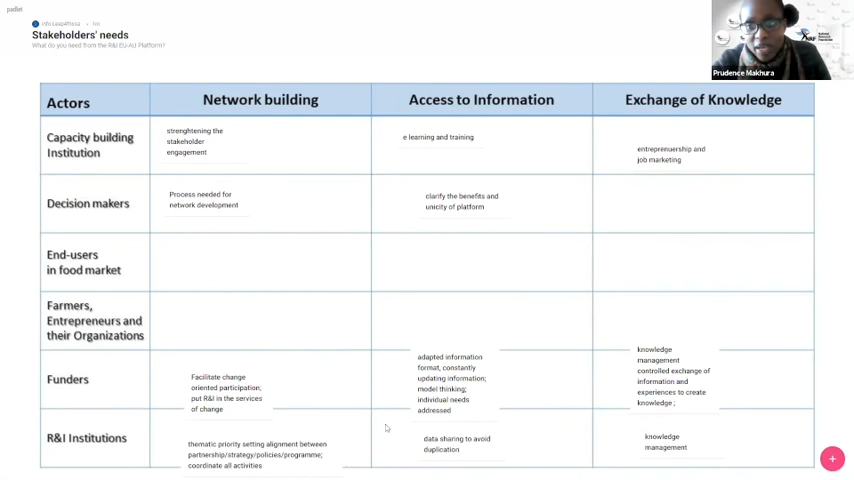 padlet
Stakeholders' needs
What do you need from the R&I EU-AU Platform?
Prudence Makhura
Actors
Network building
Access to Information
Exchange of Knowledge
Capacity building
Institution
strenghtening the
stakeholder
engagement
e learning and training
entreprenuership and
job marketing
Decision makers
Process needed for
network development
clarify the benefits and
unicity of platform
End-users
in food market
Farmers,
Entrepreneurs and
their Organizations
Funders
Facilitate change
oriented participation;
put R&I in the services
of change
adapted information
format, constantly
updating information;
model thinking;
individual needs
addressed
knowledge
management
controlled exchange of
information and
experiences to create
knowledge ;
R&I Institutions
thematic priority setting alignment between
partnership/strategy/policies/programme;
coordinate all activities
data sharing to avoid
duplication
knowledge
management